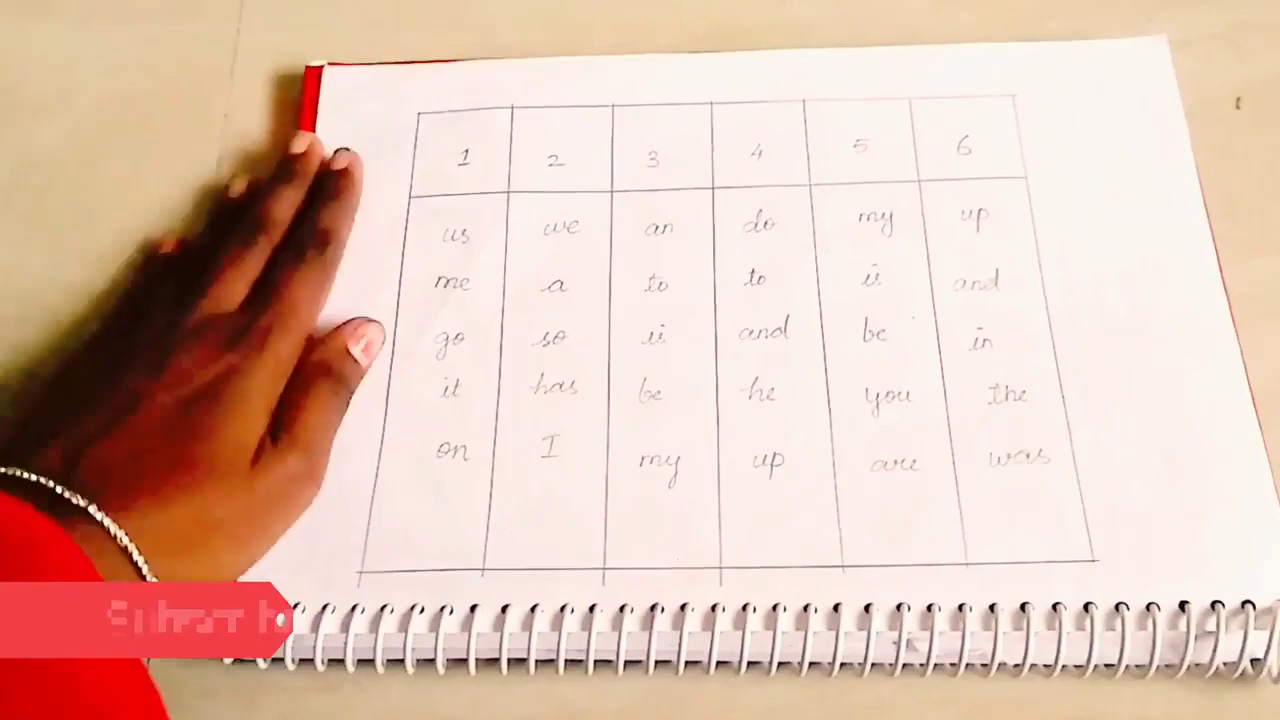 1 2 3 4 5 6
us we an do my up
me a to to is and
go so is and be in
it has be he you the
on I my up are was